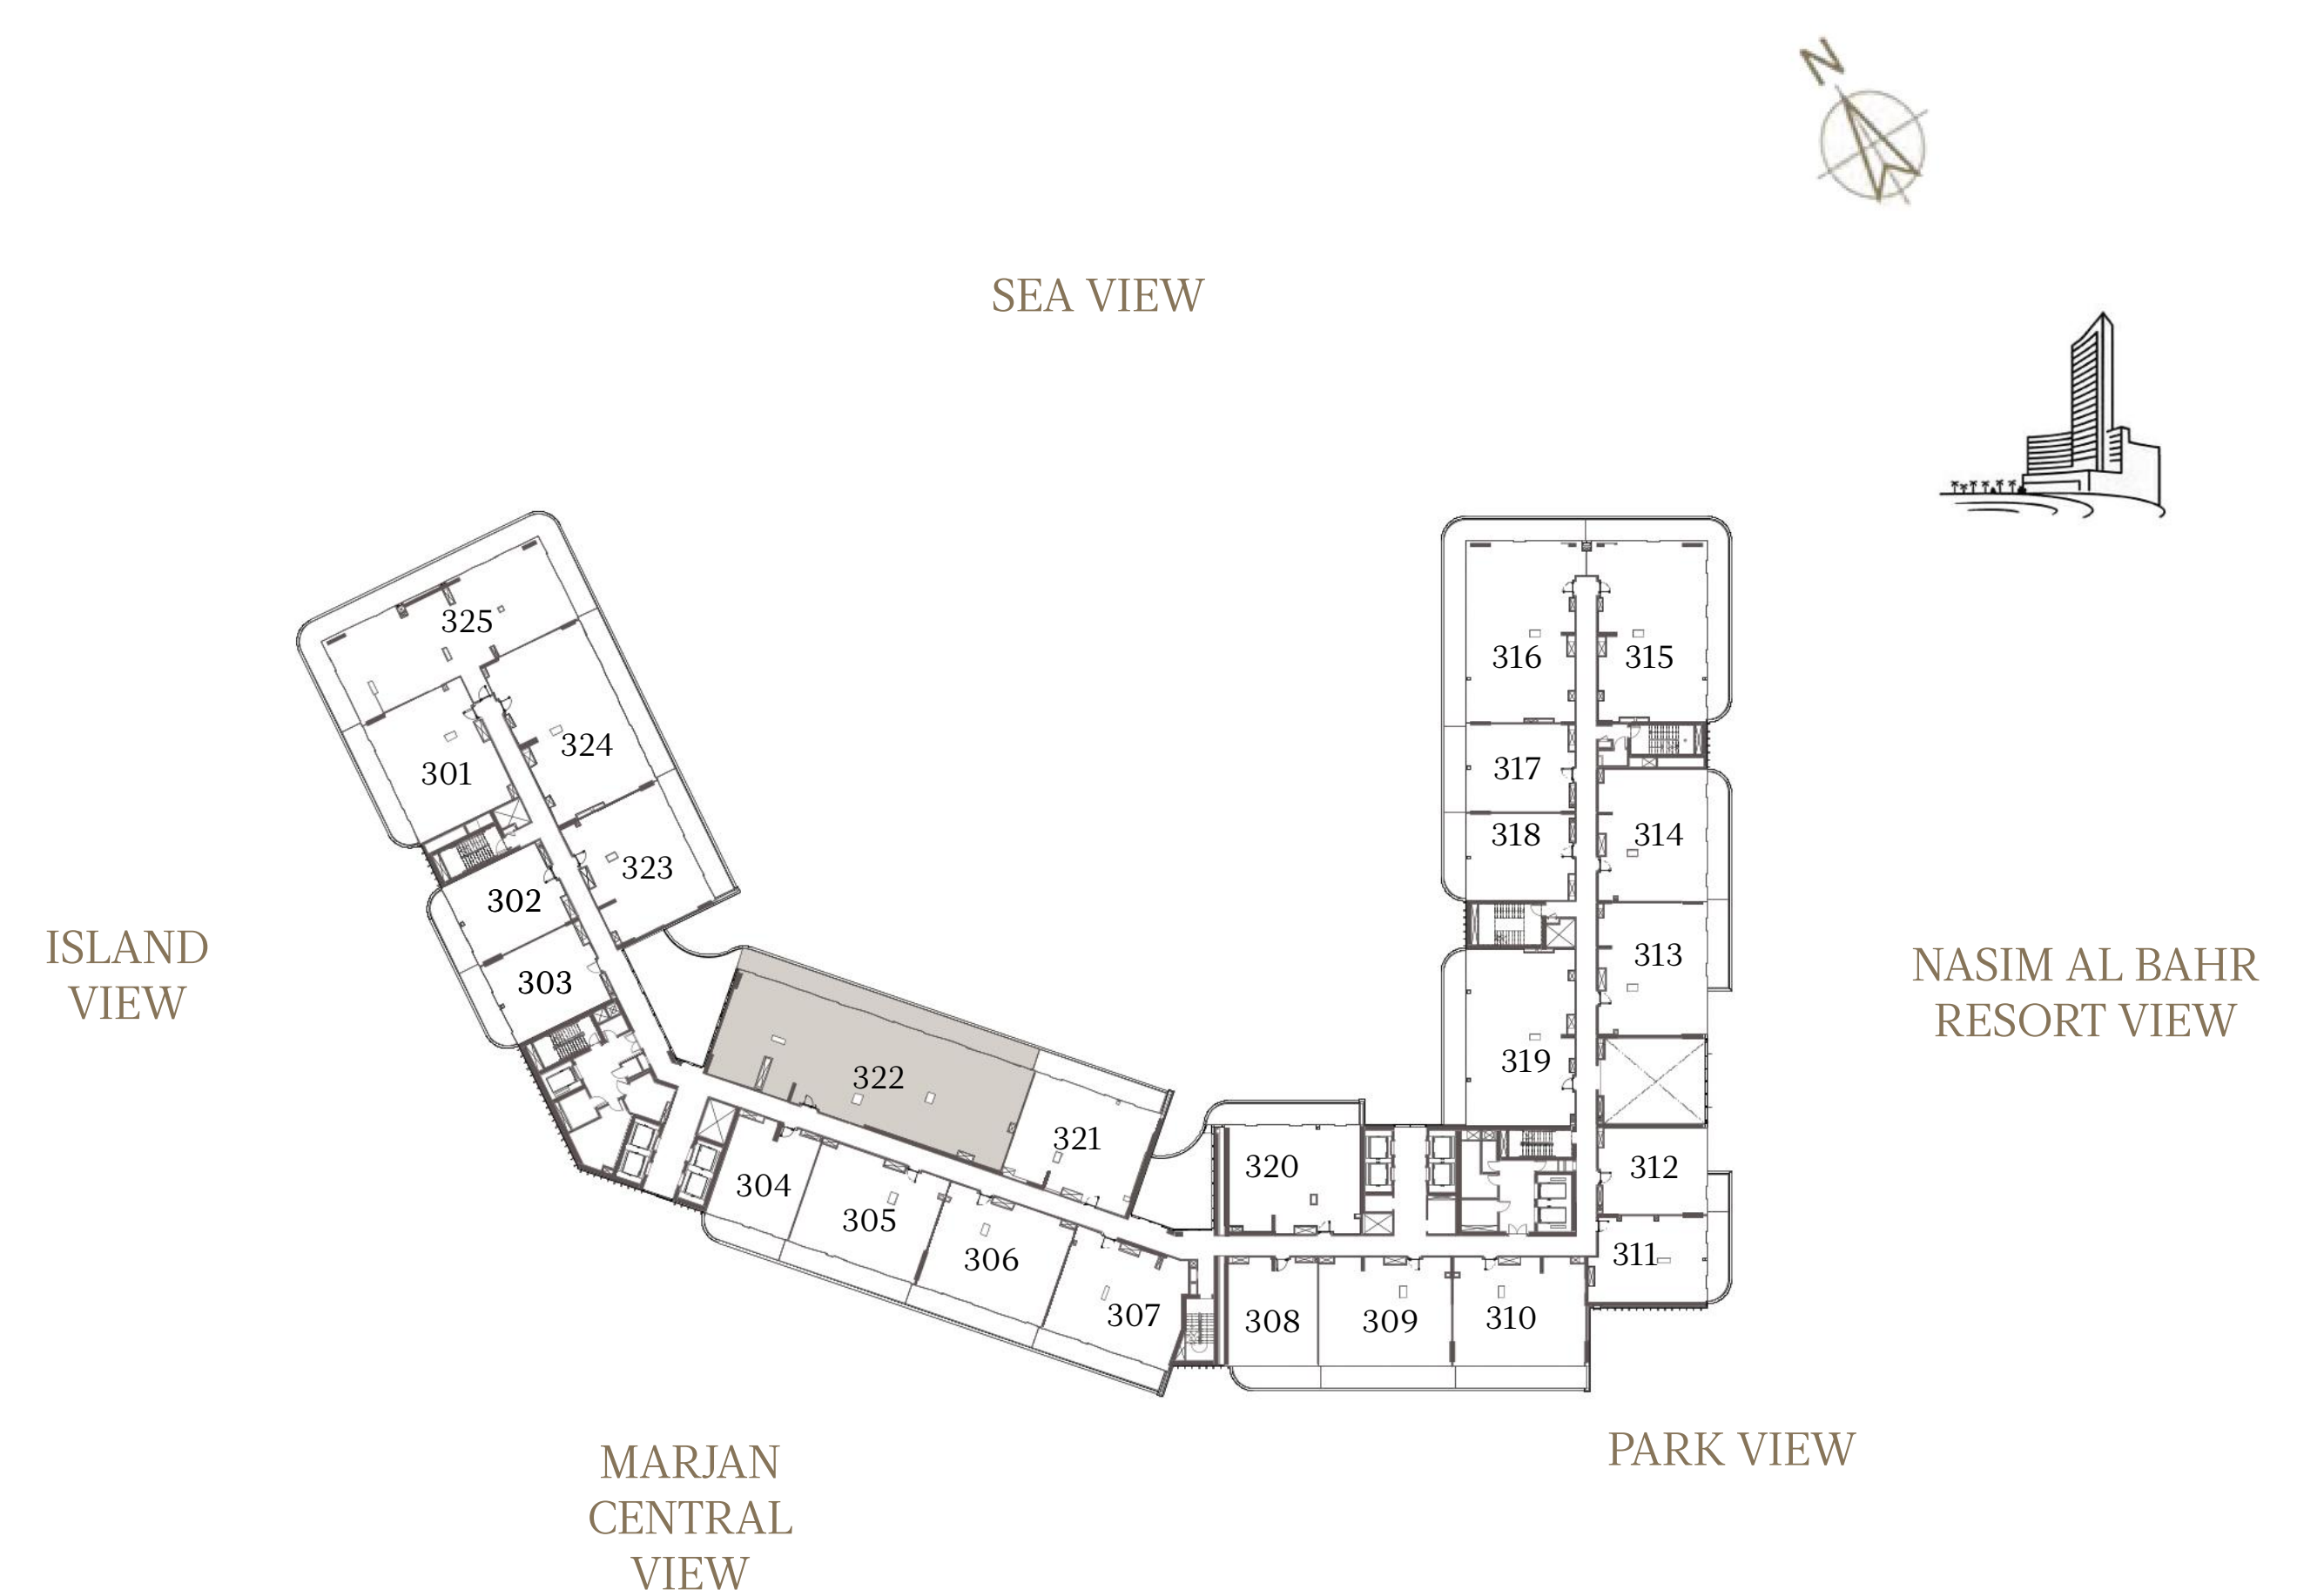 N
SEA VIEW
325
316
315
324
301
317
318
314
323
302
303
313
ISLAND
VIEW
NASIM AL BAHR
RESORT VIEW
322
319
321
320
312
304
305
306
311
307
308
309
310
PARK VIEW
MARJAN
CENTRAL
VIEW